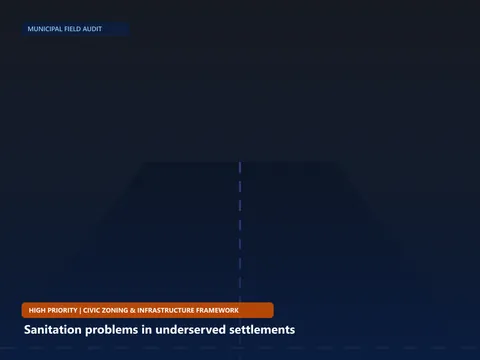 MUNICIPAL FIELD AUDIT
HIGH PRIORITY | CIVIC ZONING & INFRASTRUCTURE FRAMEWORK
Sanitation problems in underserved settlements